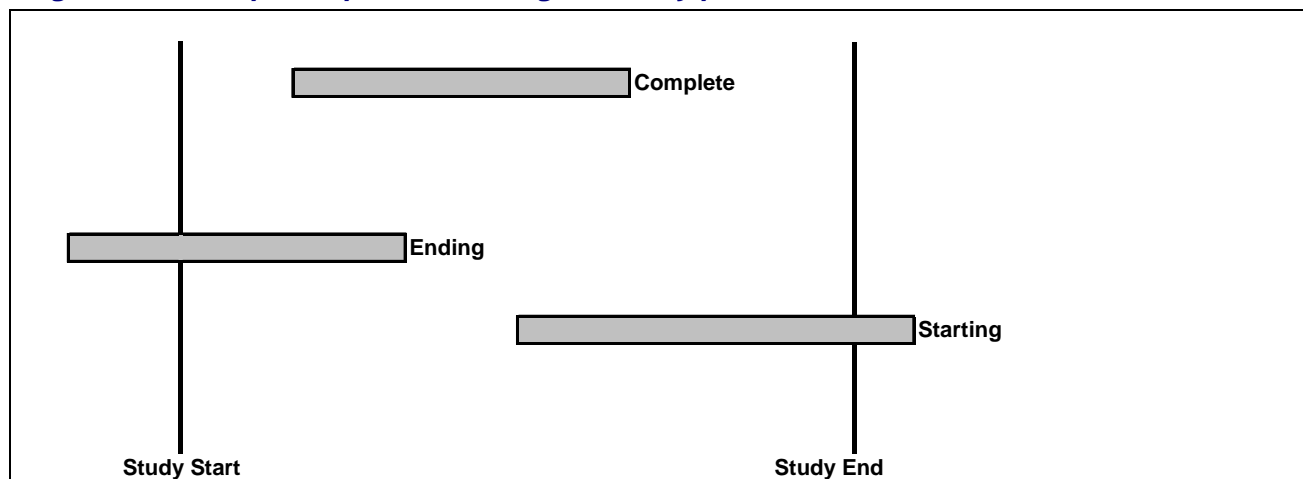 Complete
Ending
Starting
Study Start
Study End